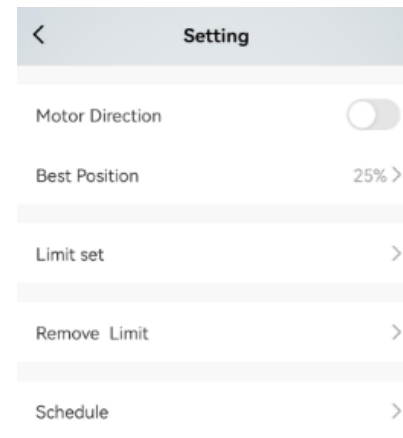 Setting
Motor Direction
Best Position 25%
Limit set
Remove Limit
Schedule